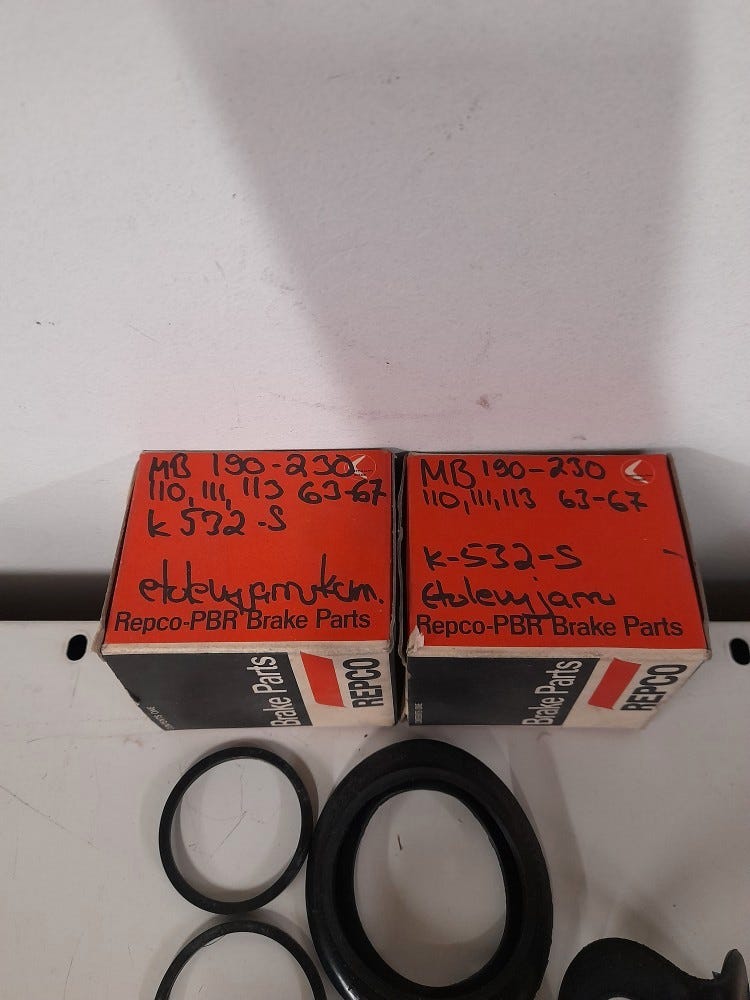 MB 190-230
110, 111, 113 63-67
K 532-S
etulevyjarrutkm.
Repco-PBR Brake Parts
Brake Parts
REPCO
MB 190-230
110, 111, 113 63-67
K-532-S
Etulevyjarru
Repco-PBR Brake Parts
Brake Parts
REPCO